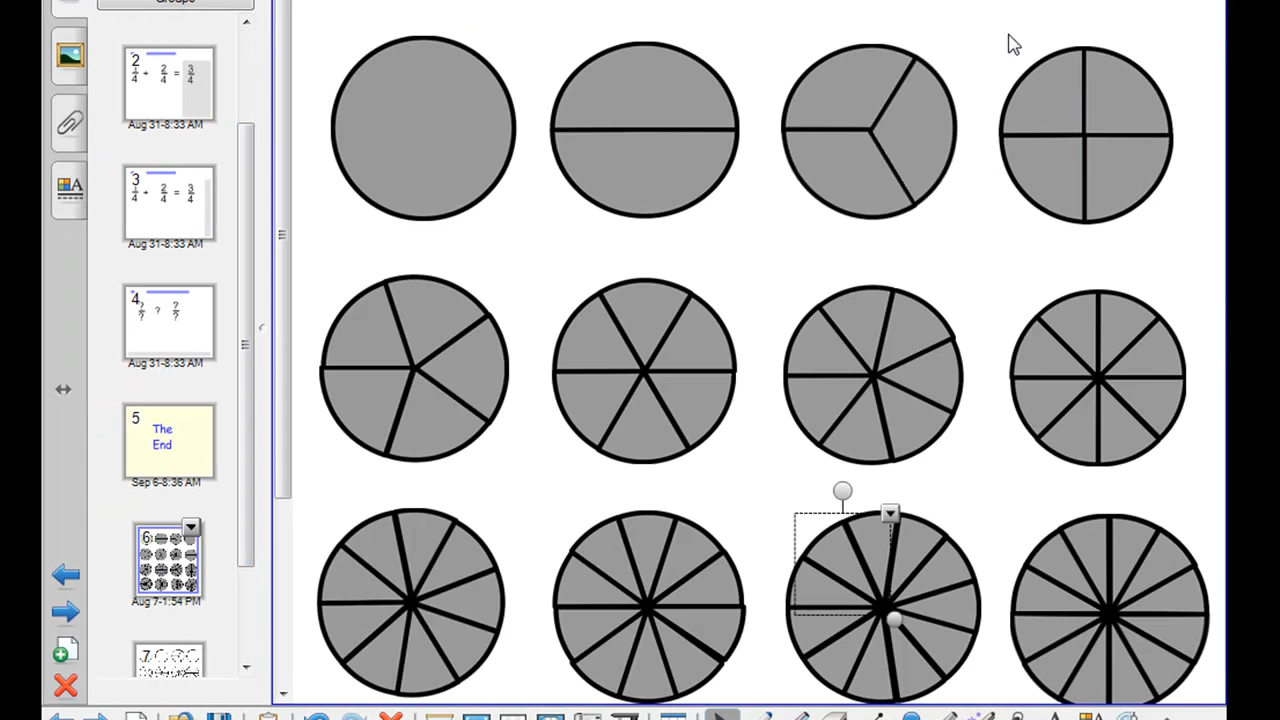 Groups
2
1/4 + 2/4 = 3/4
Aug 31-8:33 AM
3
1/4 + 2/4 = 3/4
Aug 31-8:33 AM
4
?/? ? ?/?
Aug 31-8:33 AM
5
The
End
Sep 6-8:36 AM
6
Aug 7-1:54 PM
7